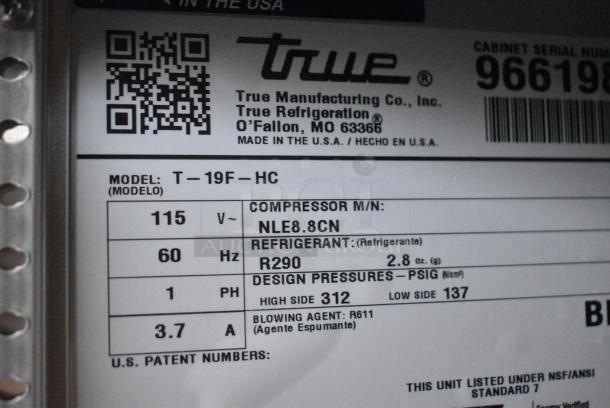 IN THE USA
true®
CABINET SERIAL NUM
966198
True Manufacturing Co., Inc.
True Refrigeration®
O'Fallon, MO 63366
MADE IN THE U.S.A. / HECHO EN U.S.A.
MODEL: T-19F-HC
(MODELO)
115 V~
COMPRESSOR M/N:
NLE8.8CN
60 Hz
REFRIGERANT: (Refrigerante)
R290 2.8 oz. (g)
1 PH
DESIGN PRESSURES-PSIG (N/cm²)
HIGH SIDE 312 LOW SIDE 137
3.7 A
BLOWING AGENT: R611
(Agente Espumante)
U.S. PATENT NUMBERS:
THIS UNIT LISTED UNDER NSF/ANSI
STANDARD 7
Energy Verified